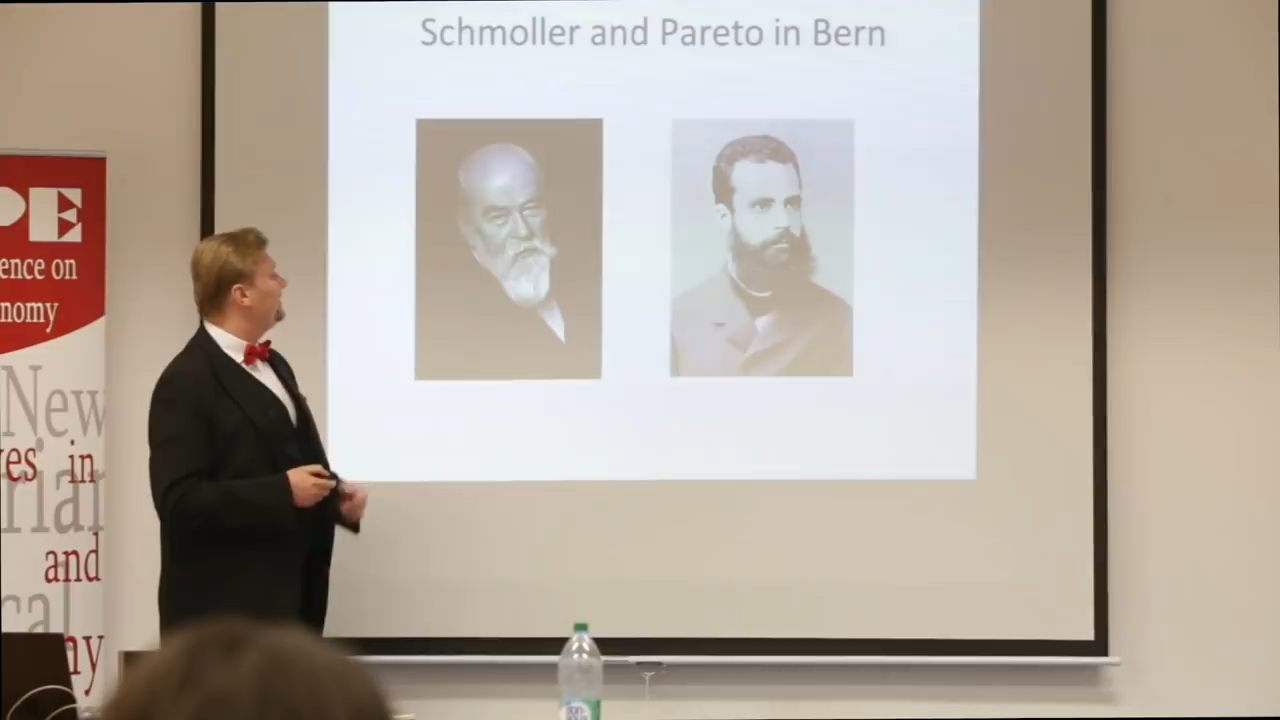 Schmoller and Pareto in Bern
PE
ence on
nomy
New
es in
rian
and
cal
my